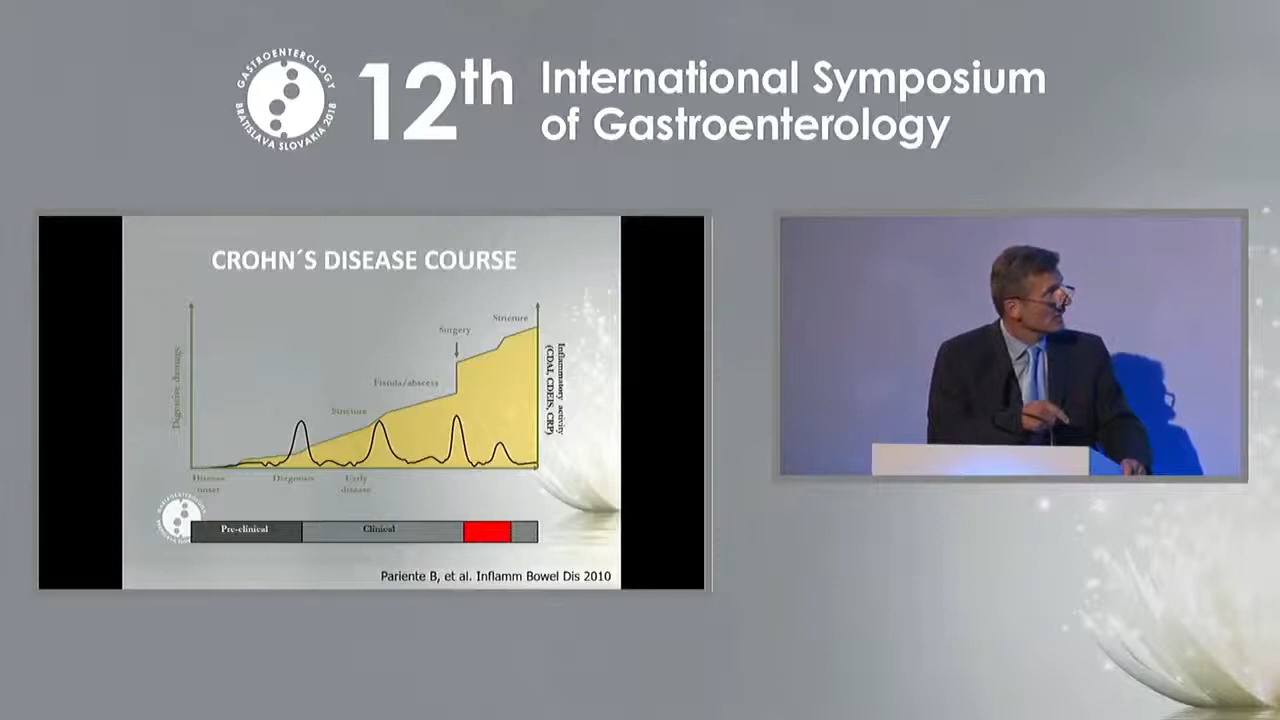 GASTROENTEROLOGY
BRATISLAVA SLOVAKIA 2018
12th
International Symposium
of Gastroenterology
CROHN´S DISEASE COURSE
Stricture
Surgery
Fistula/abscess
Stricture
Digestive damage
Inflammatory activity
(CDAI, CDEIS, CRP)
Disease
onset
Diagnosis
Early
disease
GASTROENTEROLOGY
Pre-clinical
Clinical
Pariente B, et al. Inflamm Bowel Dis 2010